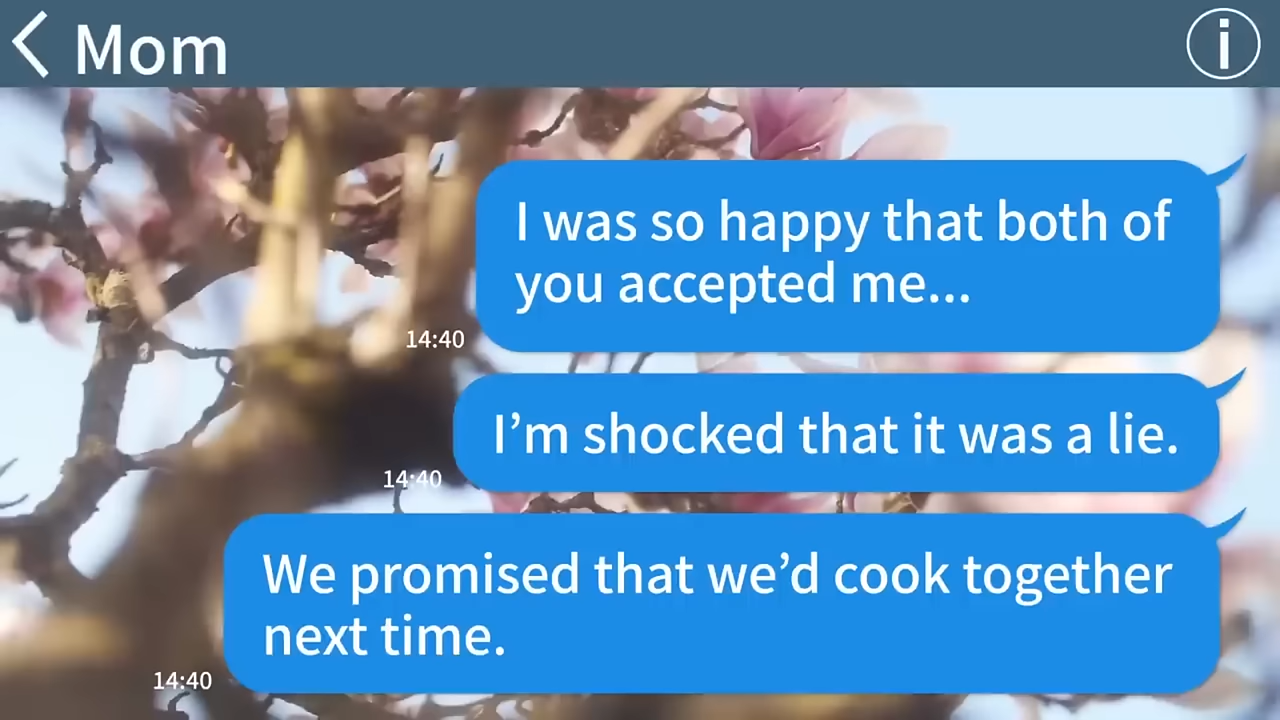 Mom
i
I was so happy that both of
you accepted me...
14:40
I’m shocked that it was a lie.
14:40
We promised that we’d cook together
next time.
14:40